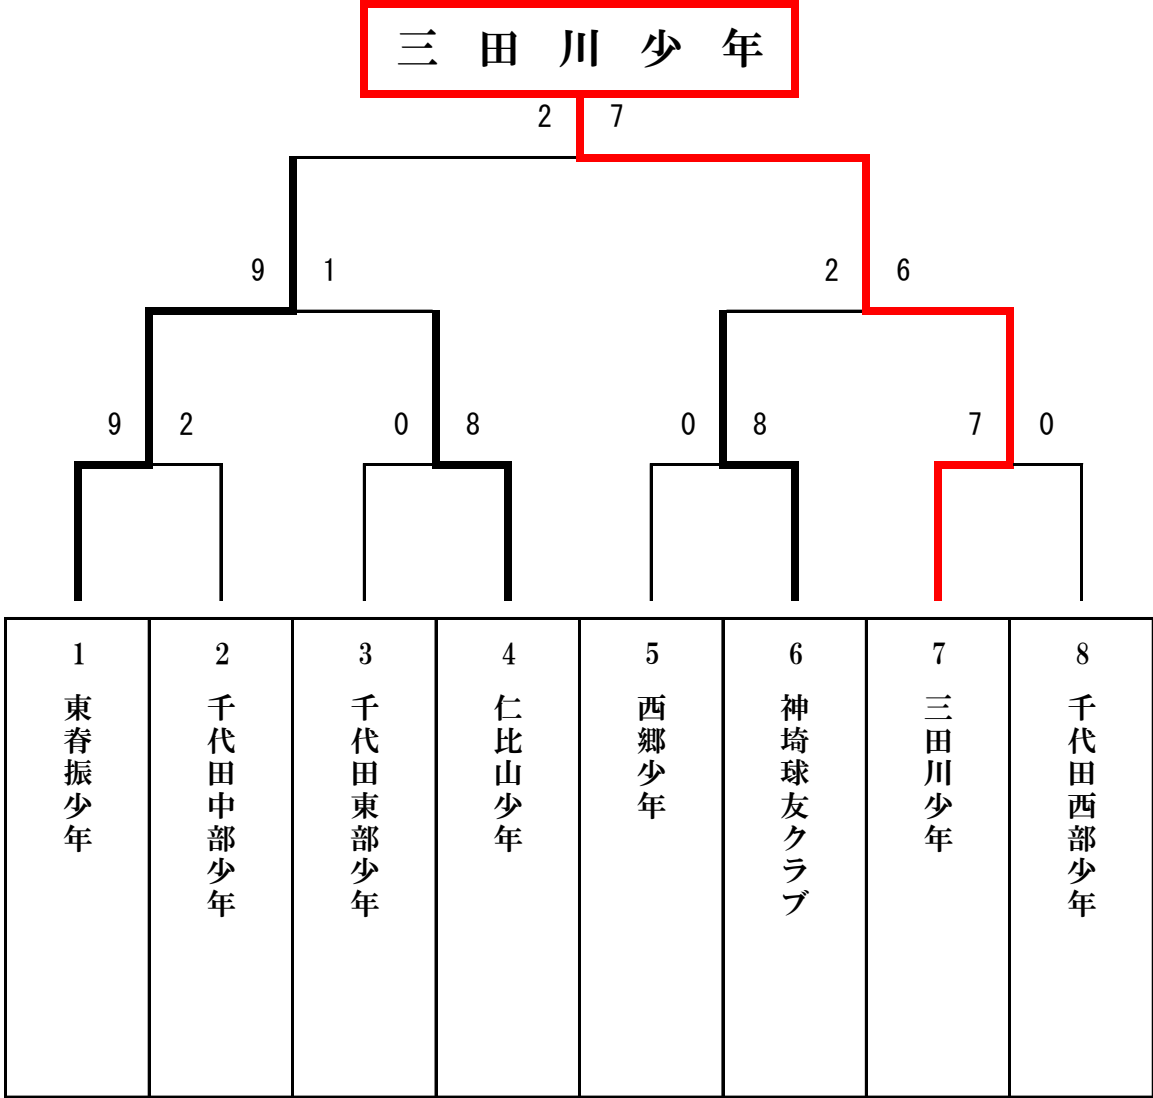 三田川少年
2 7
9 1 2 6
9 2 0 8 0 8 7 0
1 2 3 4 5 6 7 8
東脊振少年
千代田中部少年
千代田東部少年
仁比山少年
西郷少年
神埼球友クラブ
三田川少年
千代田西部少年